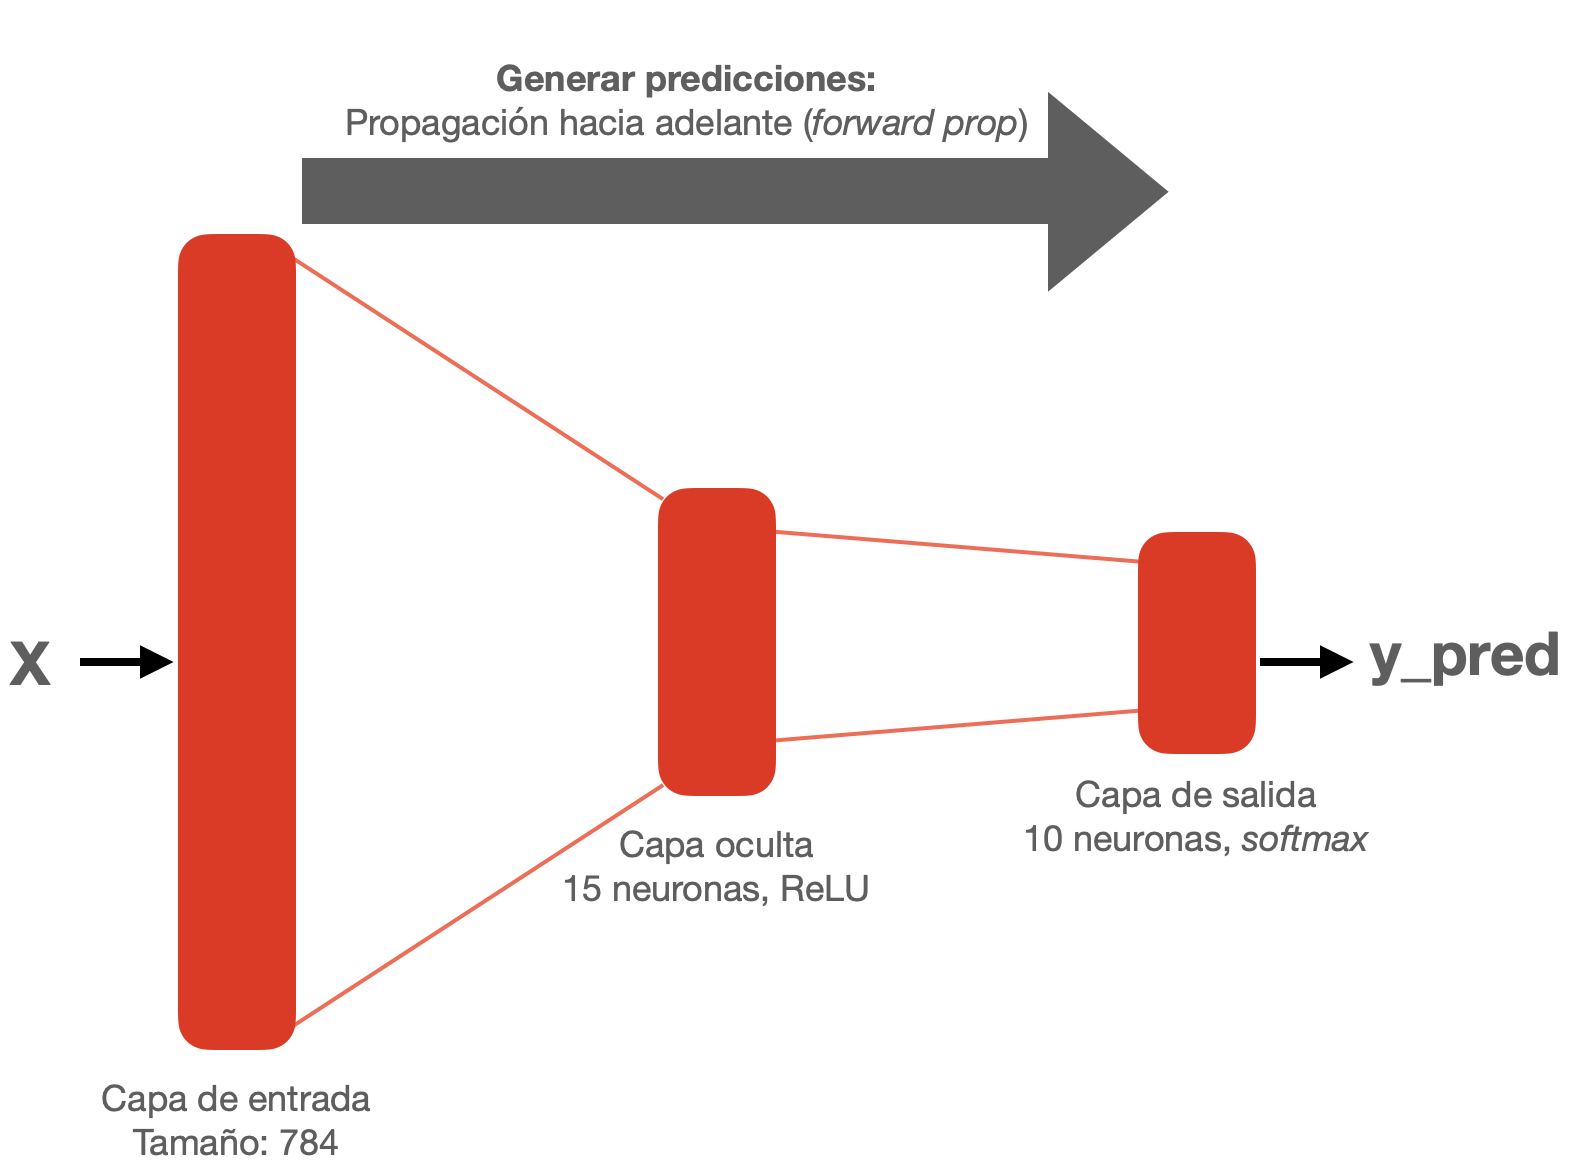 Generar predicciones:
Propagación hacia adelante (forward prop)
X
y_pred
Capa de salida
10 neuronas, softmax
Capa oculta
15 neuronas, ReLU
Capa de entrada
Tamaño: 784